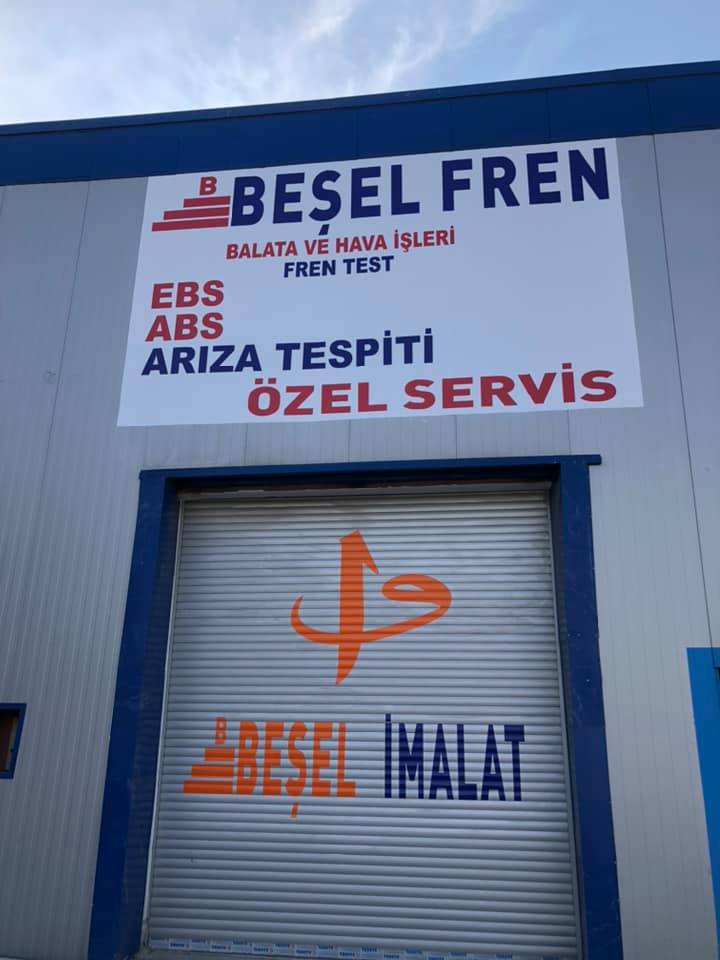 B
BEŞEL FREN
BALATA VE HAVA İŞLERİ
FREN TEST
EBS
ABS
ARIZA TESPİTİ
ÖZEL SERVİS
B
BEŞEL İMALAT